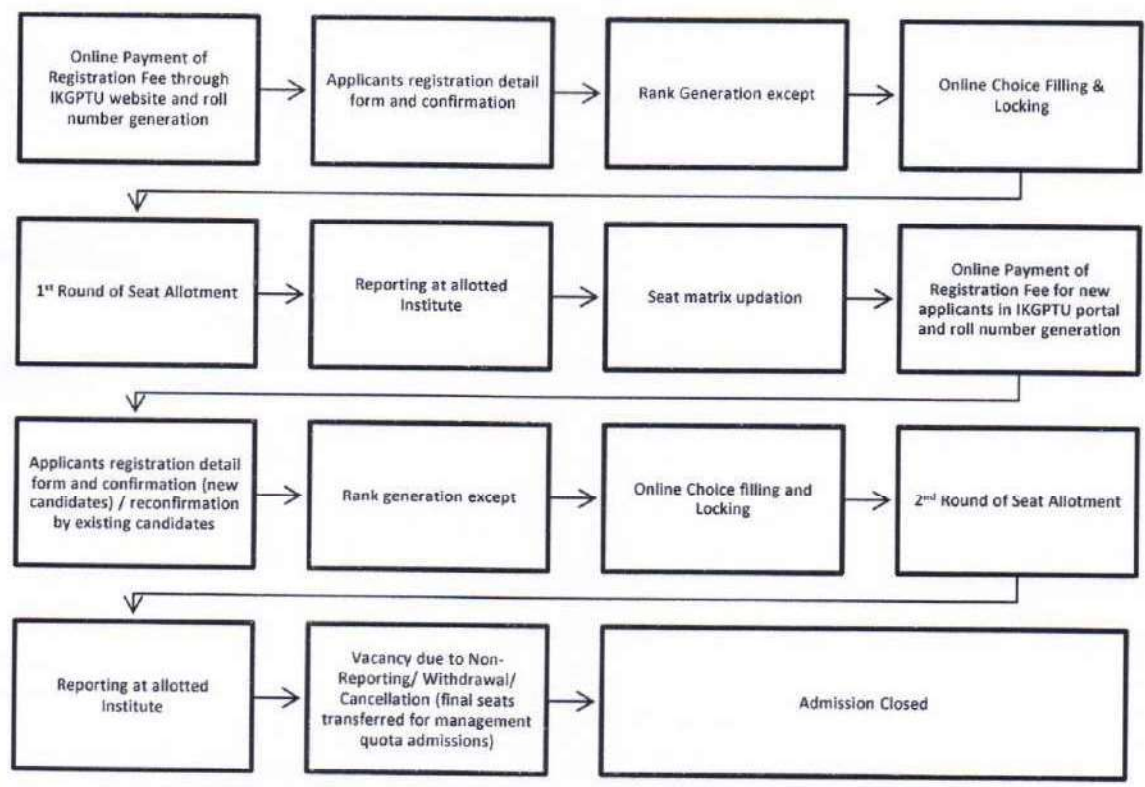 Online Payment of
Registration Fee through
IKGPTU website and roll
number generation
Applicants registration detail
form and confirmation
Rank Generation except
Online Choice Filling &
Locking
1st Round of Seat Allotment
Reporting at allotted
Institute
Seat matrix updation
Online Payment of
Registration Fee for new
applicants in IKGPTU portal
and roll number generation
Applicants registration detail
form and confirmation (new
candidates) / reconfirmation
by existing candidates
Rank generation except
Online Choice filling and
Locking
2nd Round of Seat Allotment
Reporting at allotted
Institute
Vacancy due to Non-
Reporting/ Withdrawal/
Cancellation (final seats
transferred for management
quota admissions)
Admission Closed